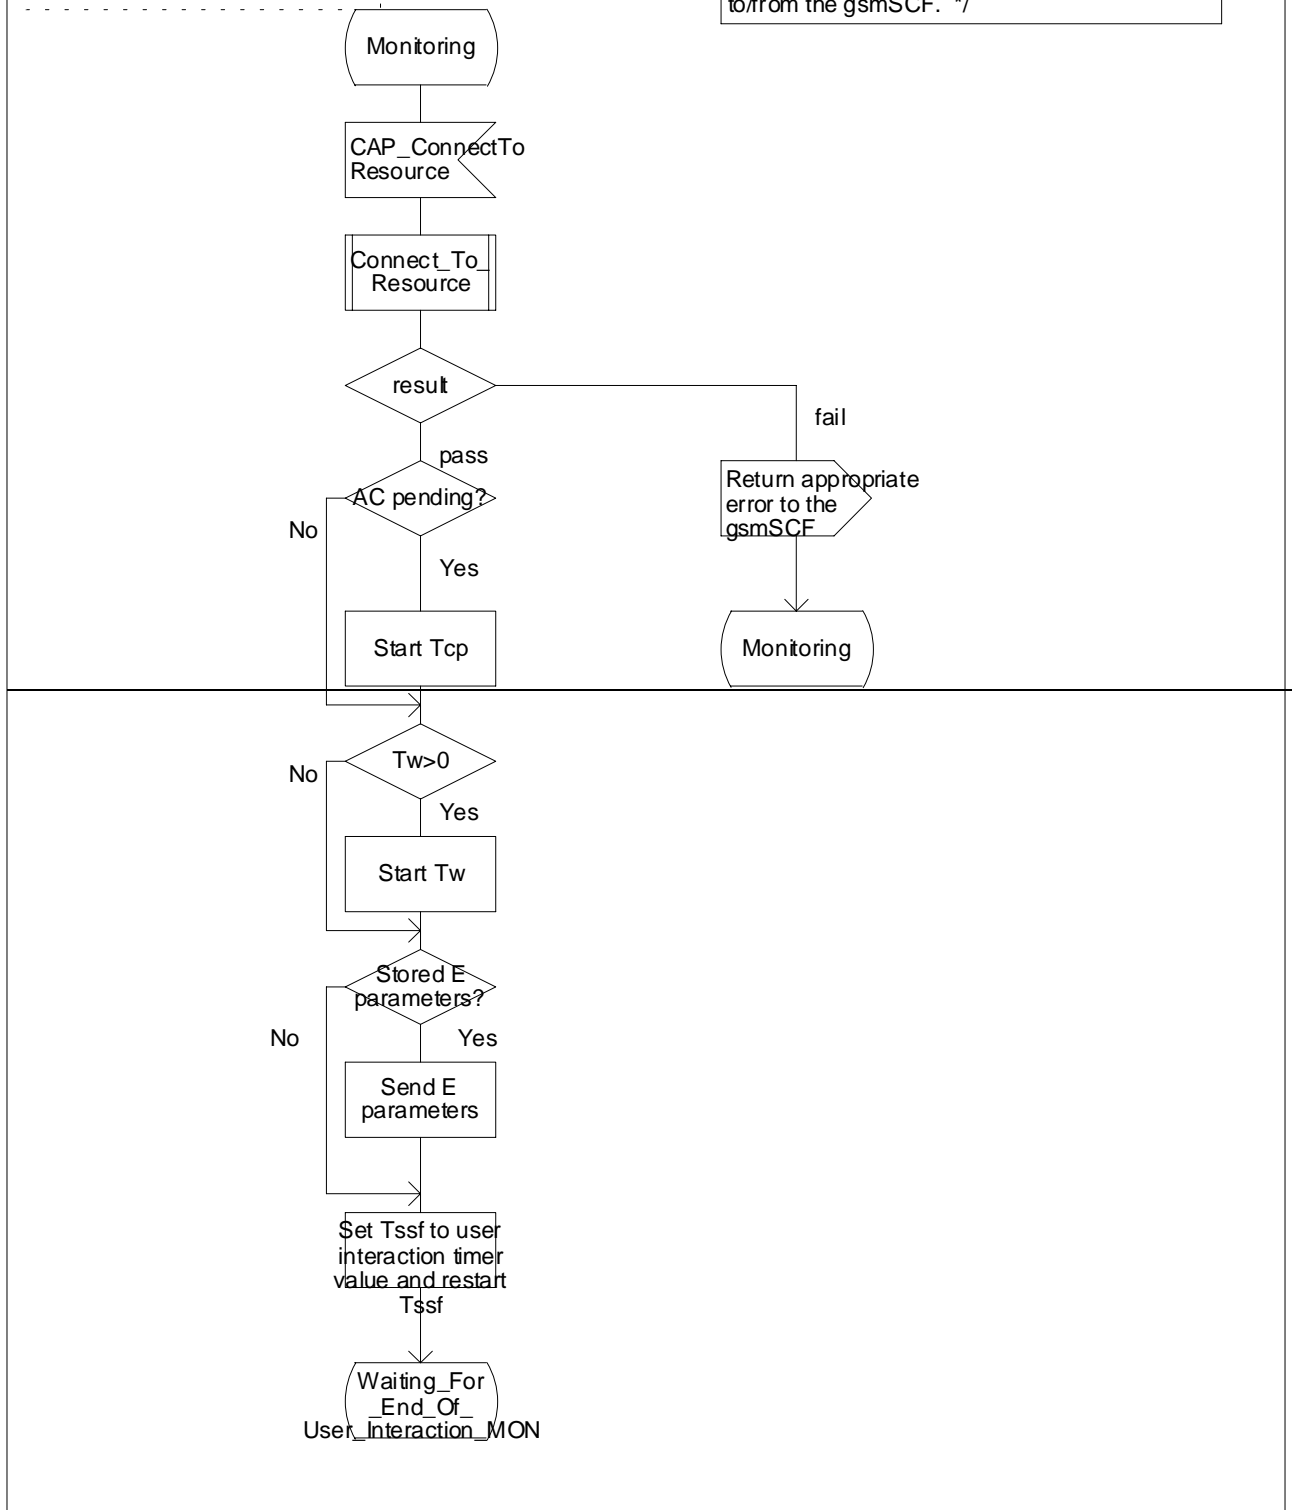 to/from the gsmSCF.  */
Monitoring
CAP_ConnectTo
Resource
Connect_To_
Resource
result
fail
pass
AC pending?
Return appropriate
error to the
gsmSCF
No
Yes
Start Tcp
Monitoring
Tw>0
No
Yes
Start Tw
Stored E
parameters?
No
Yes
Send E
parameters
Set Tssf to user
interaction timer
value and restart
Tssf
Waiting_For
_End_Of_
User_Interaction_MON